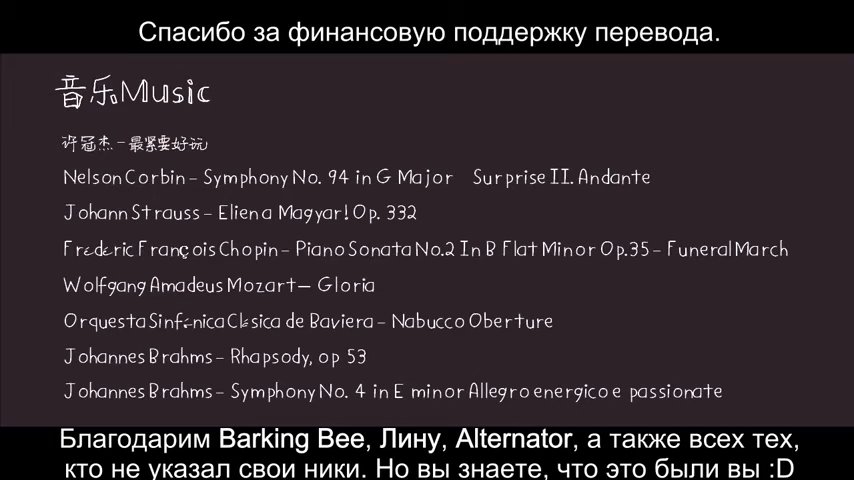 Спасибо за финансовую поддержку перевода.
音乐Music
许冠杰-最紧要好玩
Nelson Corbin - Symphony No. 94 in G Major Surprise II. Andante
Johann Strauss - Elien a Magyar! Op. 332
Frédéric François Chopin - Piano Sonata No.2 In B Flat Minor Op.35 - Funeral March
Wolfgang Amadeus Mozart - Gloria
Orquesta Sinfónica Clásica de Baviera - Nabucco Oberture
Johannes Brahms - Rhapsody, op 53
Johannes Brahms - Symphony No. 4 in E minor Allegro energico e passionate
Благодарим Barking Bee, Лину, Alternator, а также всех тех,
кто не указал свои ники. Но вы знаете, что это были вы :D